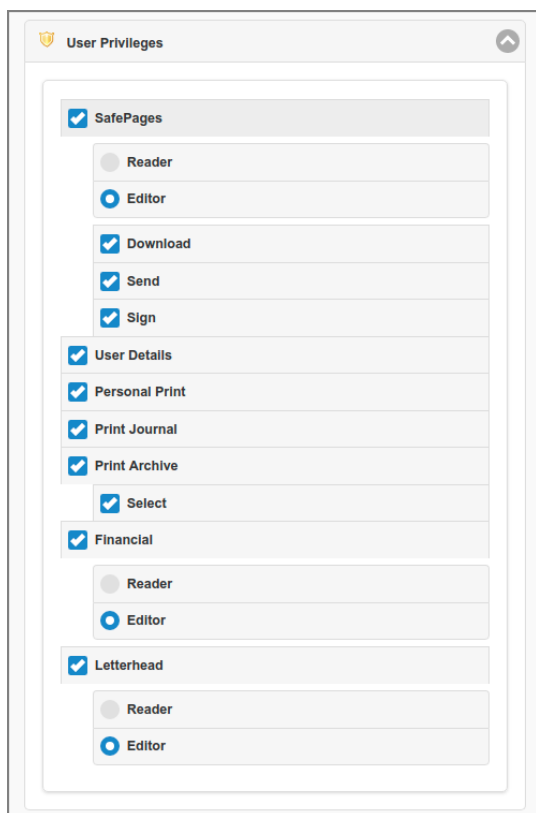 User Privileges
SafePages
Reader
Editor
Download
Send
Sign
User Details
Personal Print
Print Journal
Print Archive
Select
Financial
Reader
Editor
Letterhead
Reader
Editor